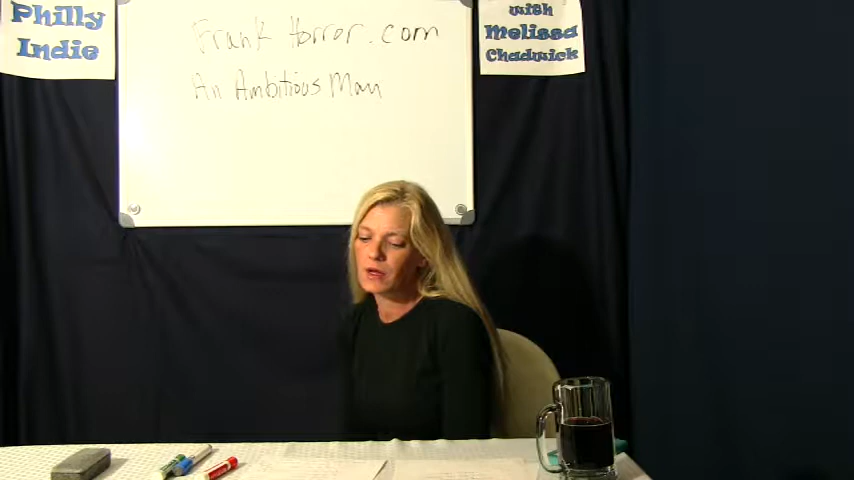 Philly
Indie
Frank Horror.com
An Ambitious Man
with
Melissa
Chadwick